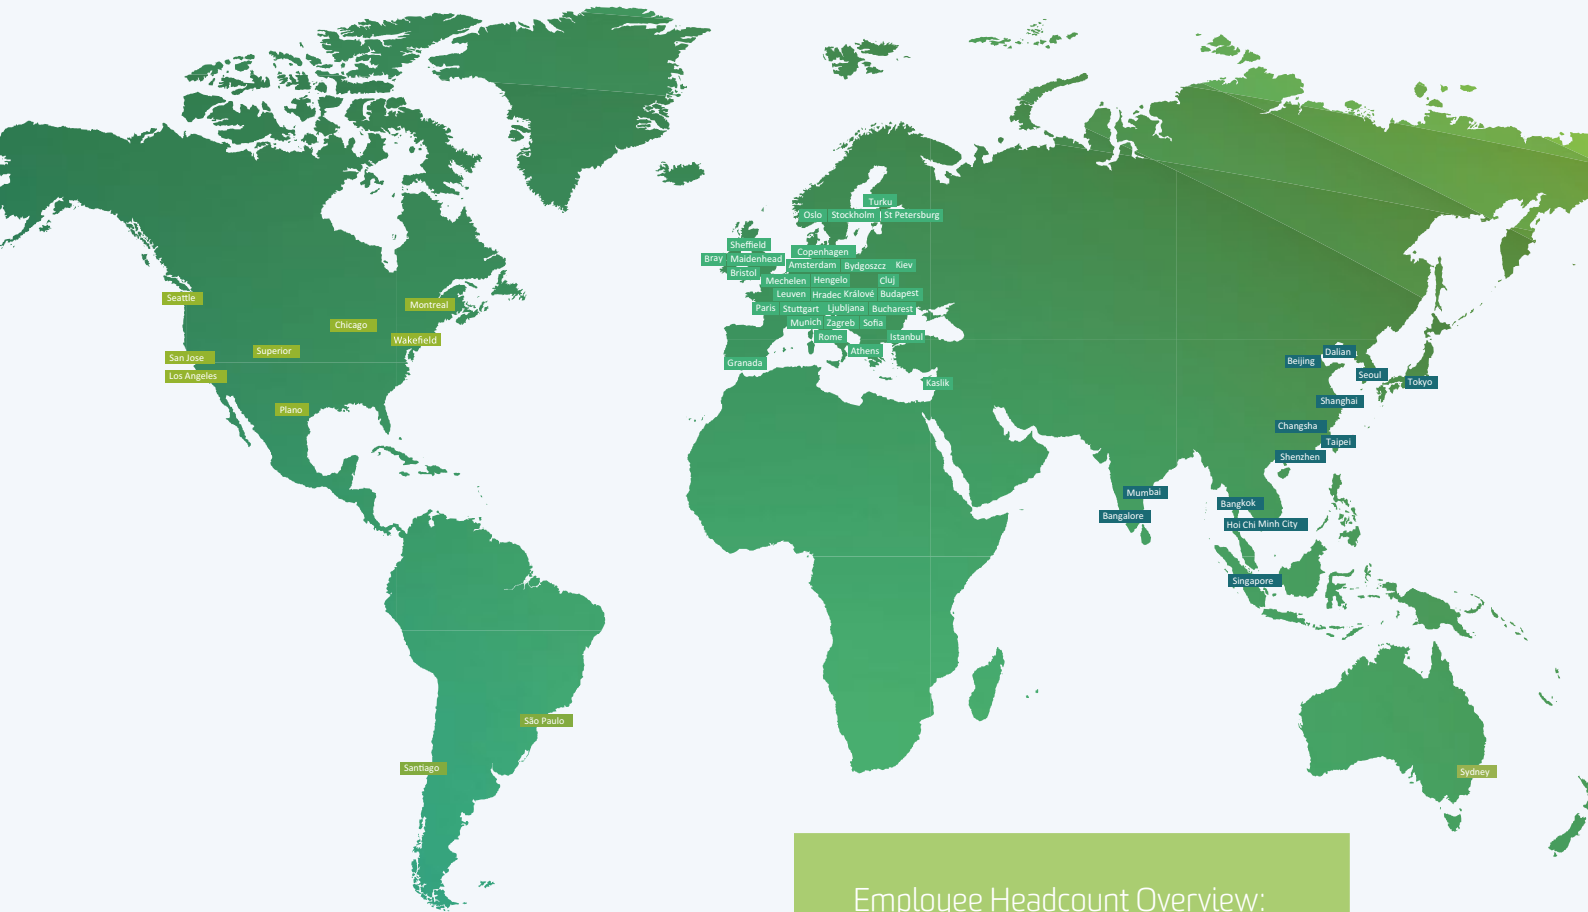 Turku
Oslo
Stockholm
St Petersburg
Sheffield
Copenhagen
Bray
Maidenhead
Amsterdam
Bydgoszcz
Kiev
Bristol
Mechelen
Hengelo
Cluj
Leuven
Hradec Králové
Budapest
Seattle
Montreal
Paris
Stuttgart
Ljubljana
Bucharest
Chicago
Munich
Zagreb
Sofia
Wakefield
Rome
Istanbul
Superior
Athens
Dalian
San Jose
Granada
Beijing
Los Angeles
Kaslik
Seoul
Tokyo
Plano
Shanghai
Changsha
Taipei
Shenzhen
Mumbai
Bangkok
Bangalore
Hoi Chi Minh City
Singapore
São Paulo
Santiago
Sydney
Employee Headcount Overview: